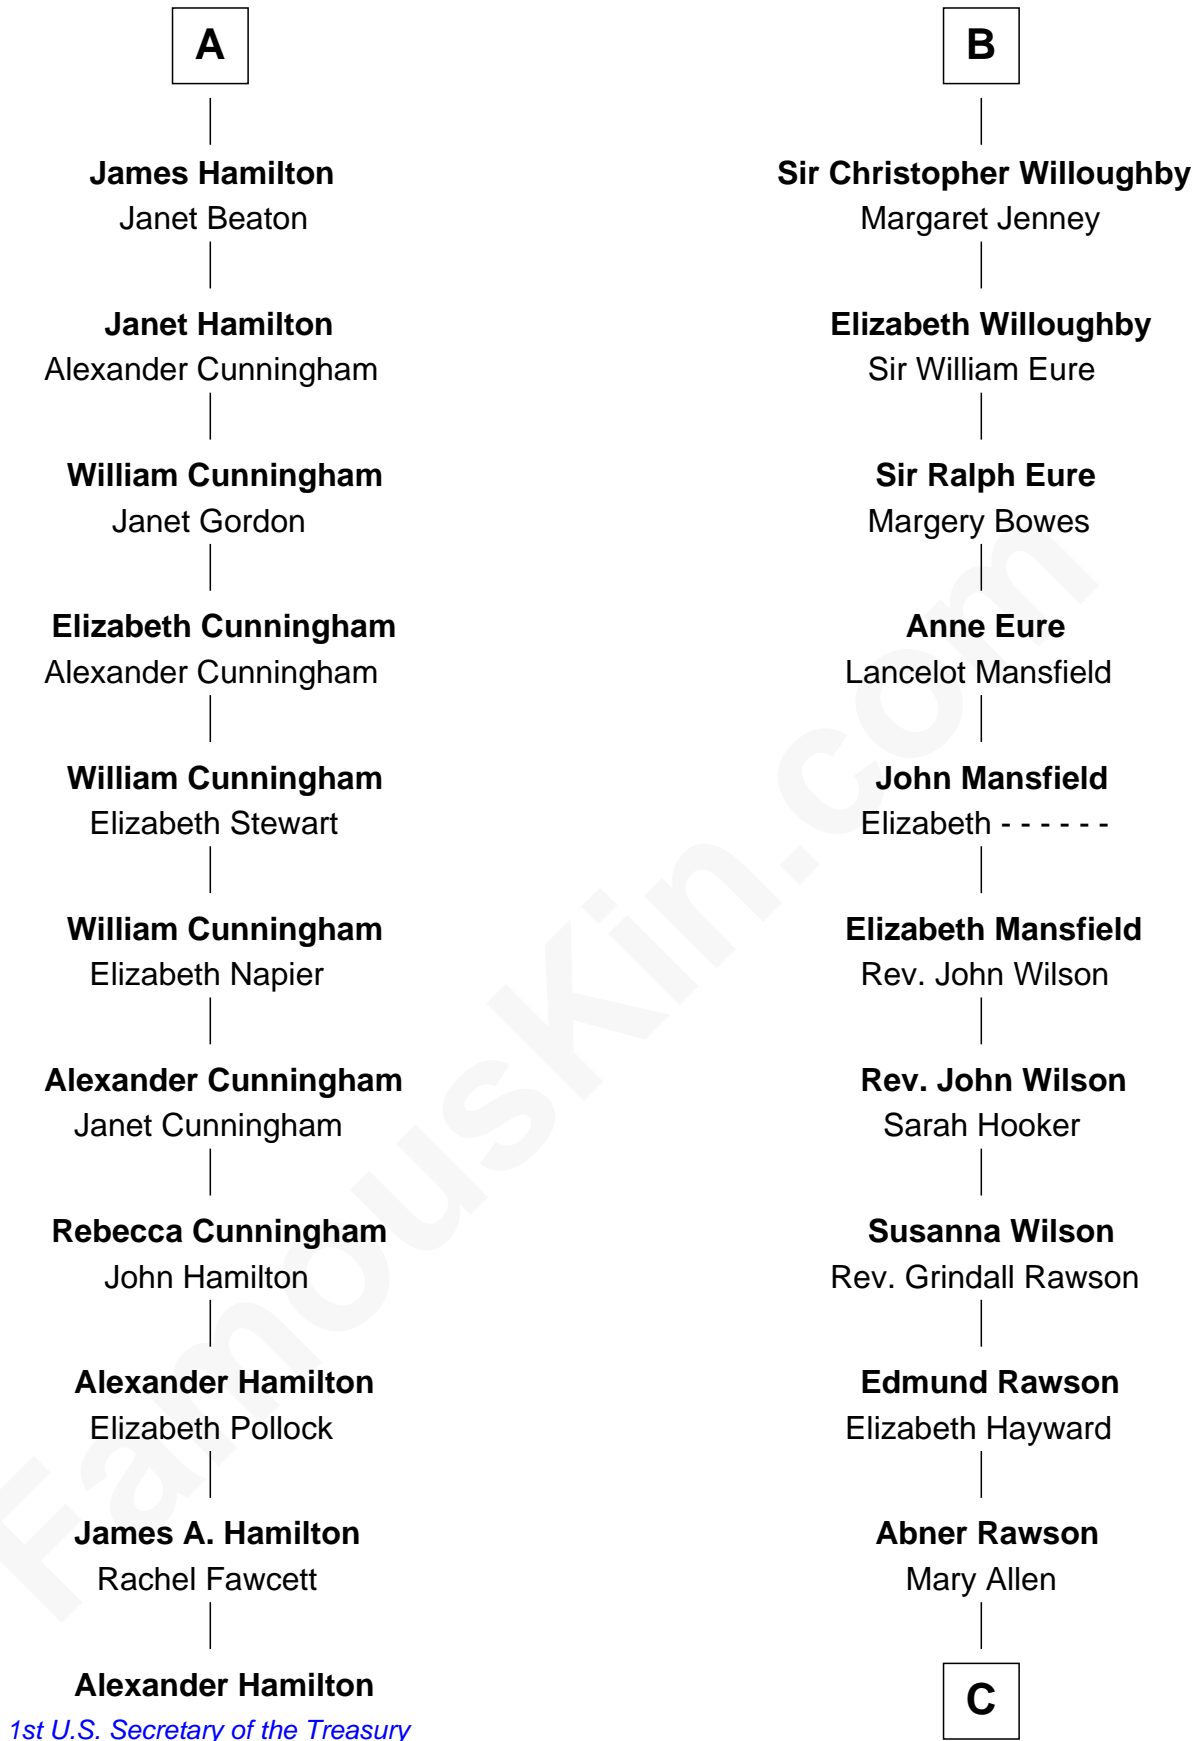 A
James Hamilton
Janet Beaton
Janet Hamilton
Alexander Cunningham
William Cunningham
Janet Gordon
Elizabeth Cunningham
Alexander Cunningham
William Cunningham
Elizabeth Stewart
William Cunningham
Elizabeth Napier
Alexander Cunningham
Janet Cunningham
Rebecca Cunningham
John Hamilton
Alexander Hamilton
Elizabeth Pollock
James A. Hamilton
Rachel Fawcett
Alexander Hamilton
1st U.S. Secretary of the Treasury
B
Sir Christopher Willoughby
Margaret Jenney
Elizabeth Willoughby
Sir William Eure
Sir Ralph Eure
Margery Bowes
Anne Eure
Lancelot Mansfield
John Mansfield
Elizabeth - - - - - -
Elizabeth Mansfield
Rev. John Wilson
Rev. John Wilson
Sarah Hooker
Susanna Wilson
Rev. Grindall Rawson
Edmund Rawson
Elizabeth Hayward
Abner Rawson
Mary Allen
C
FamousKin.com